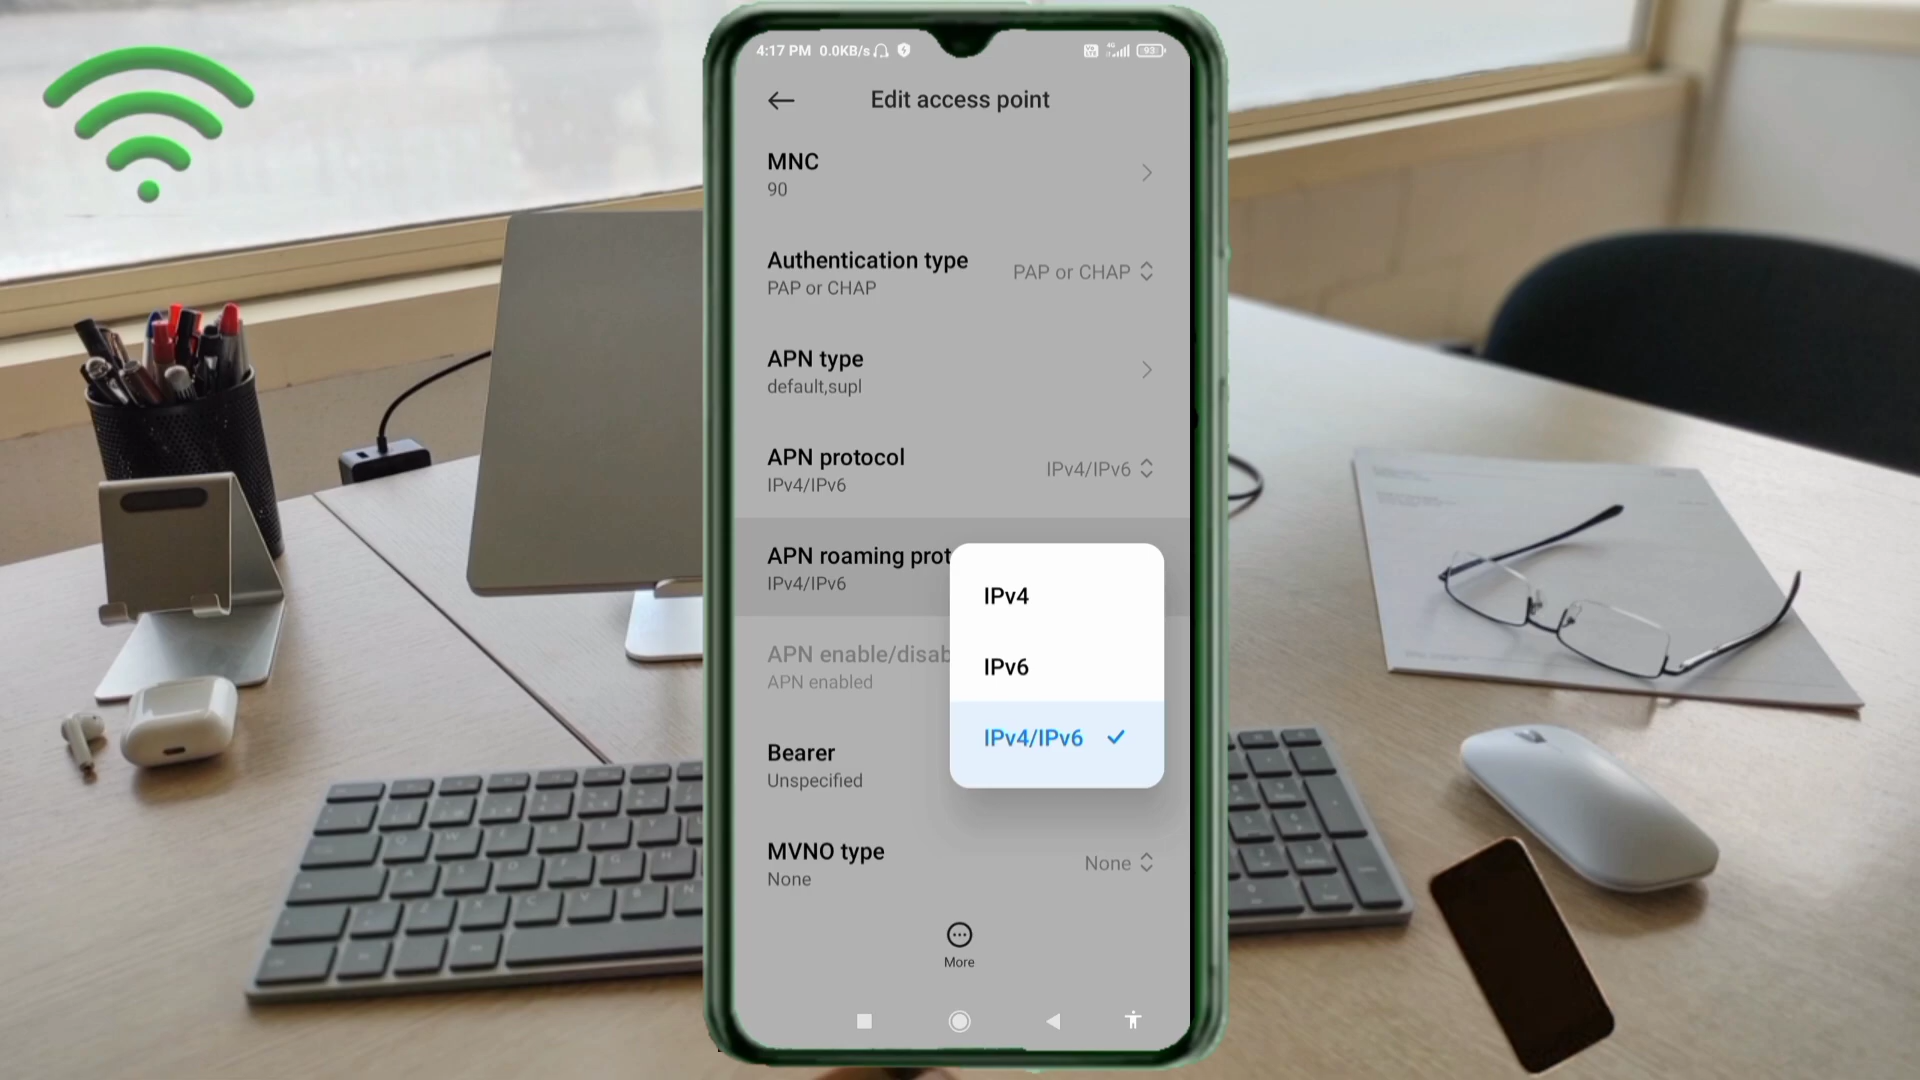 4:17 PM 0.0KB/s
4G
93
Edit access point
MNC
90
Authentication type
PAP or CHAP
PAP or CHAP
APN type
default,supl
APN protocol
IPv4/IPv6
IPv4/IPv6
APN roaming prot
IPv4/IPv6
IPv4
IPv6
IPv4/IPv6
APN enable/disab
APN enabled
Bearer
Unspecified
MVNO type
None
None
More